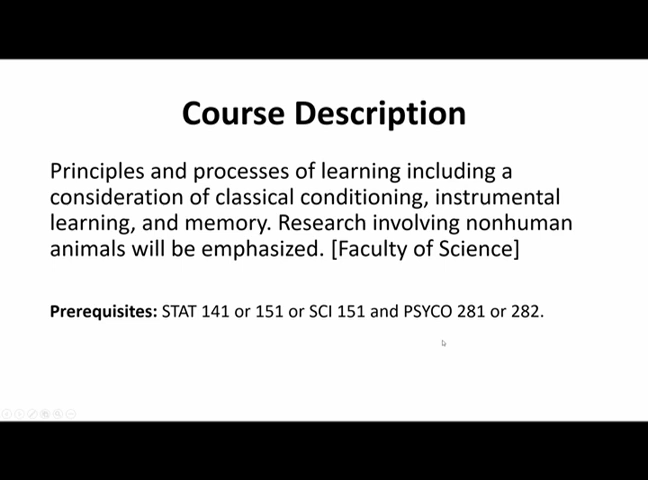 Course Description
Principles and processes of learning including a
consideration of classical conditioning, instrumental
learning, and memory. Research involving nonhuman
animals will be emphasized. [Faculty of Science]
Prerequisites: STAT 141 or 151 or SCI 151 and PSYCO 281 or 282.